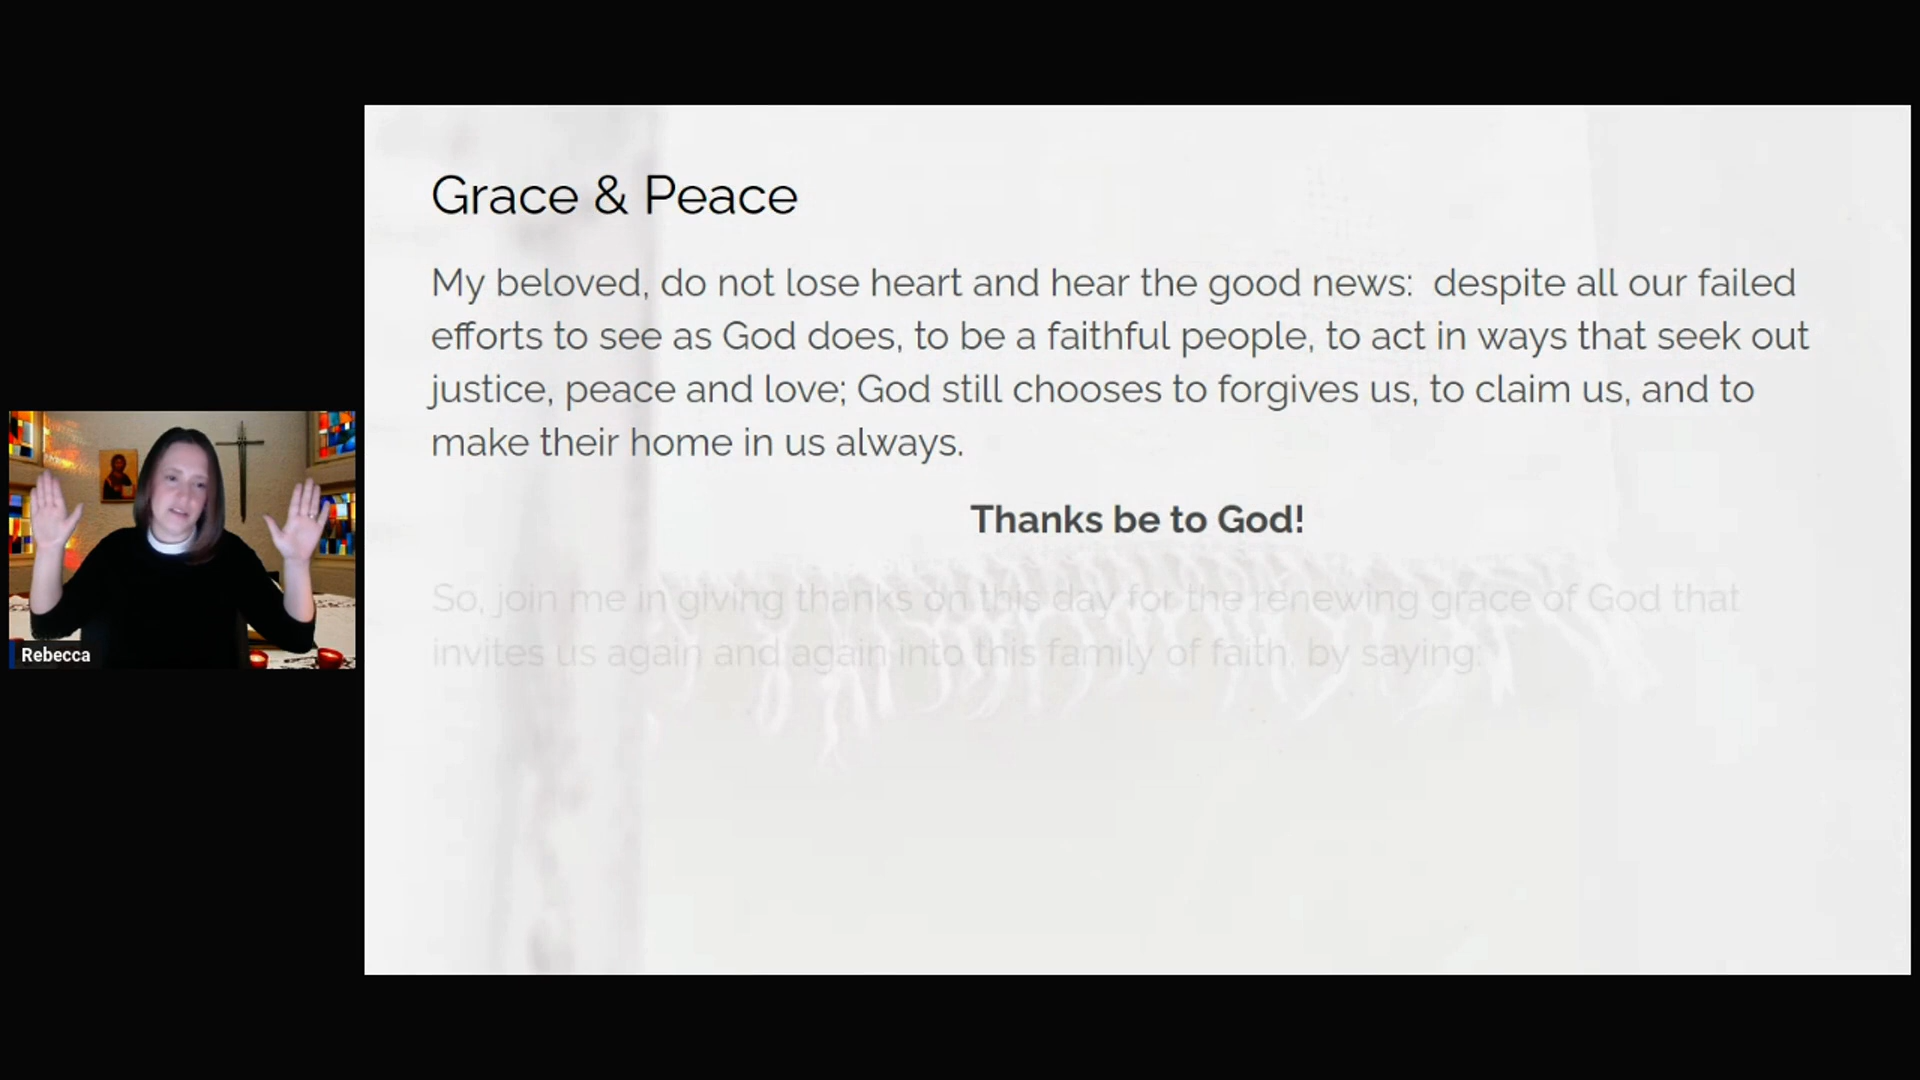 Grace & Peace
My beloved, do not lose heart and hear the good news:  despite all our failed
efforts to see as God does, to be a faithful people, to act in ways that seek out
justice, peace and love; God still chooses to forgives us, to claim us, and to
make their home in us always.
Thanks be to God!
So, join me in giving thanks on this day for the renewing grace of God that
invites us again and again into this family of faith, by saying:
Rebecca